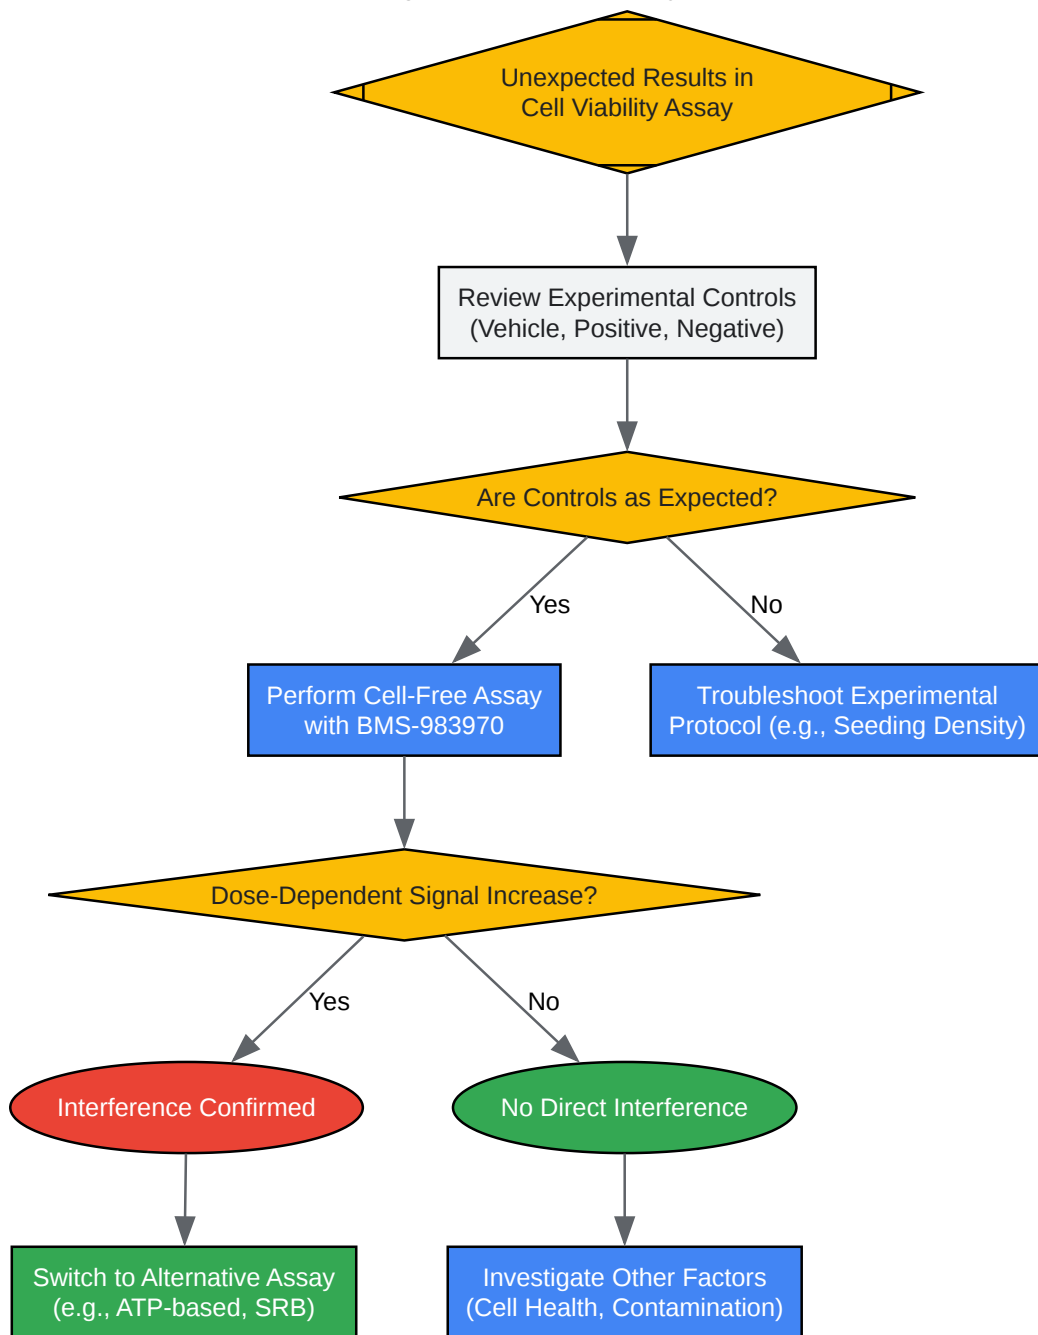 Unexpected Results in
Cell Viability Assay
Review Experimental Controls
(Vehicle, Positive, Negative)
Are Controls as Expected?
Yes
No
Perform Cell-Free Assay
with BMS-983970
Troubleshoot Experimental
Protocol (e.g., Seeding Density)
Dose-Dependent Signal Increase?
Yes
No
Interference Confirmed
No Direct Interference
Switch to Alternative Assay
(e.g., ATP-based, SRB)
Investigate Other Factors
(Cell Health, Contamination)